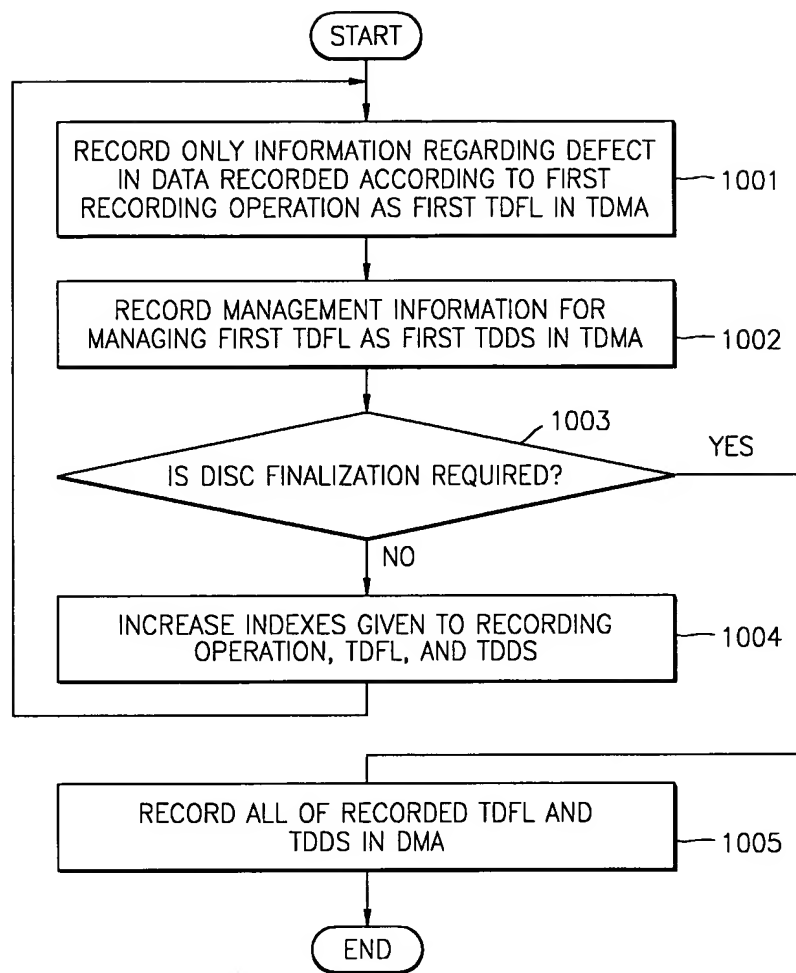 START
RECORD ONLY INFORMATION REGARDING DEFECT
IN DATA RECORDED ACCORDING TO FIRST
RECORDING OPERATION AS FIRST TDFL IN TDMA
1001
RECORD MANAGEMENT INFORMATION FOR
MANAGING FIRST TDFL AS FIRST TDDS IN TDMA
1002
1003
IS DISC FINALIZATION REQUIRED?
YES
NO
INCREASE INDEXES GIVEN TO RECORDING
OPERATION, TDFL, AND TDDS
1004
RECORD ALL OF RECORDED TDFL AND
TDDS IN DMA
1005
END